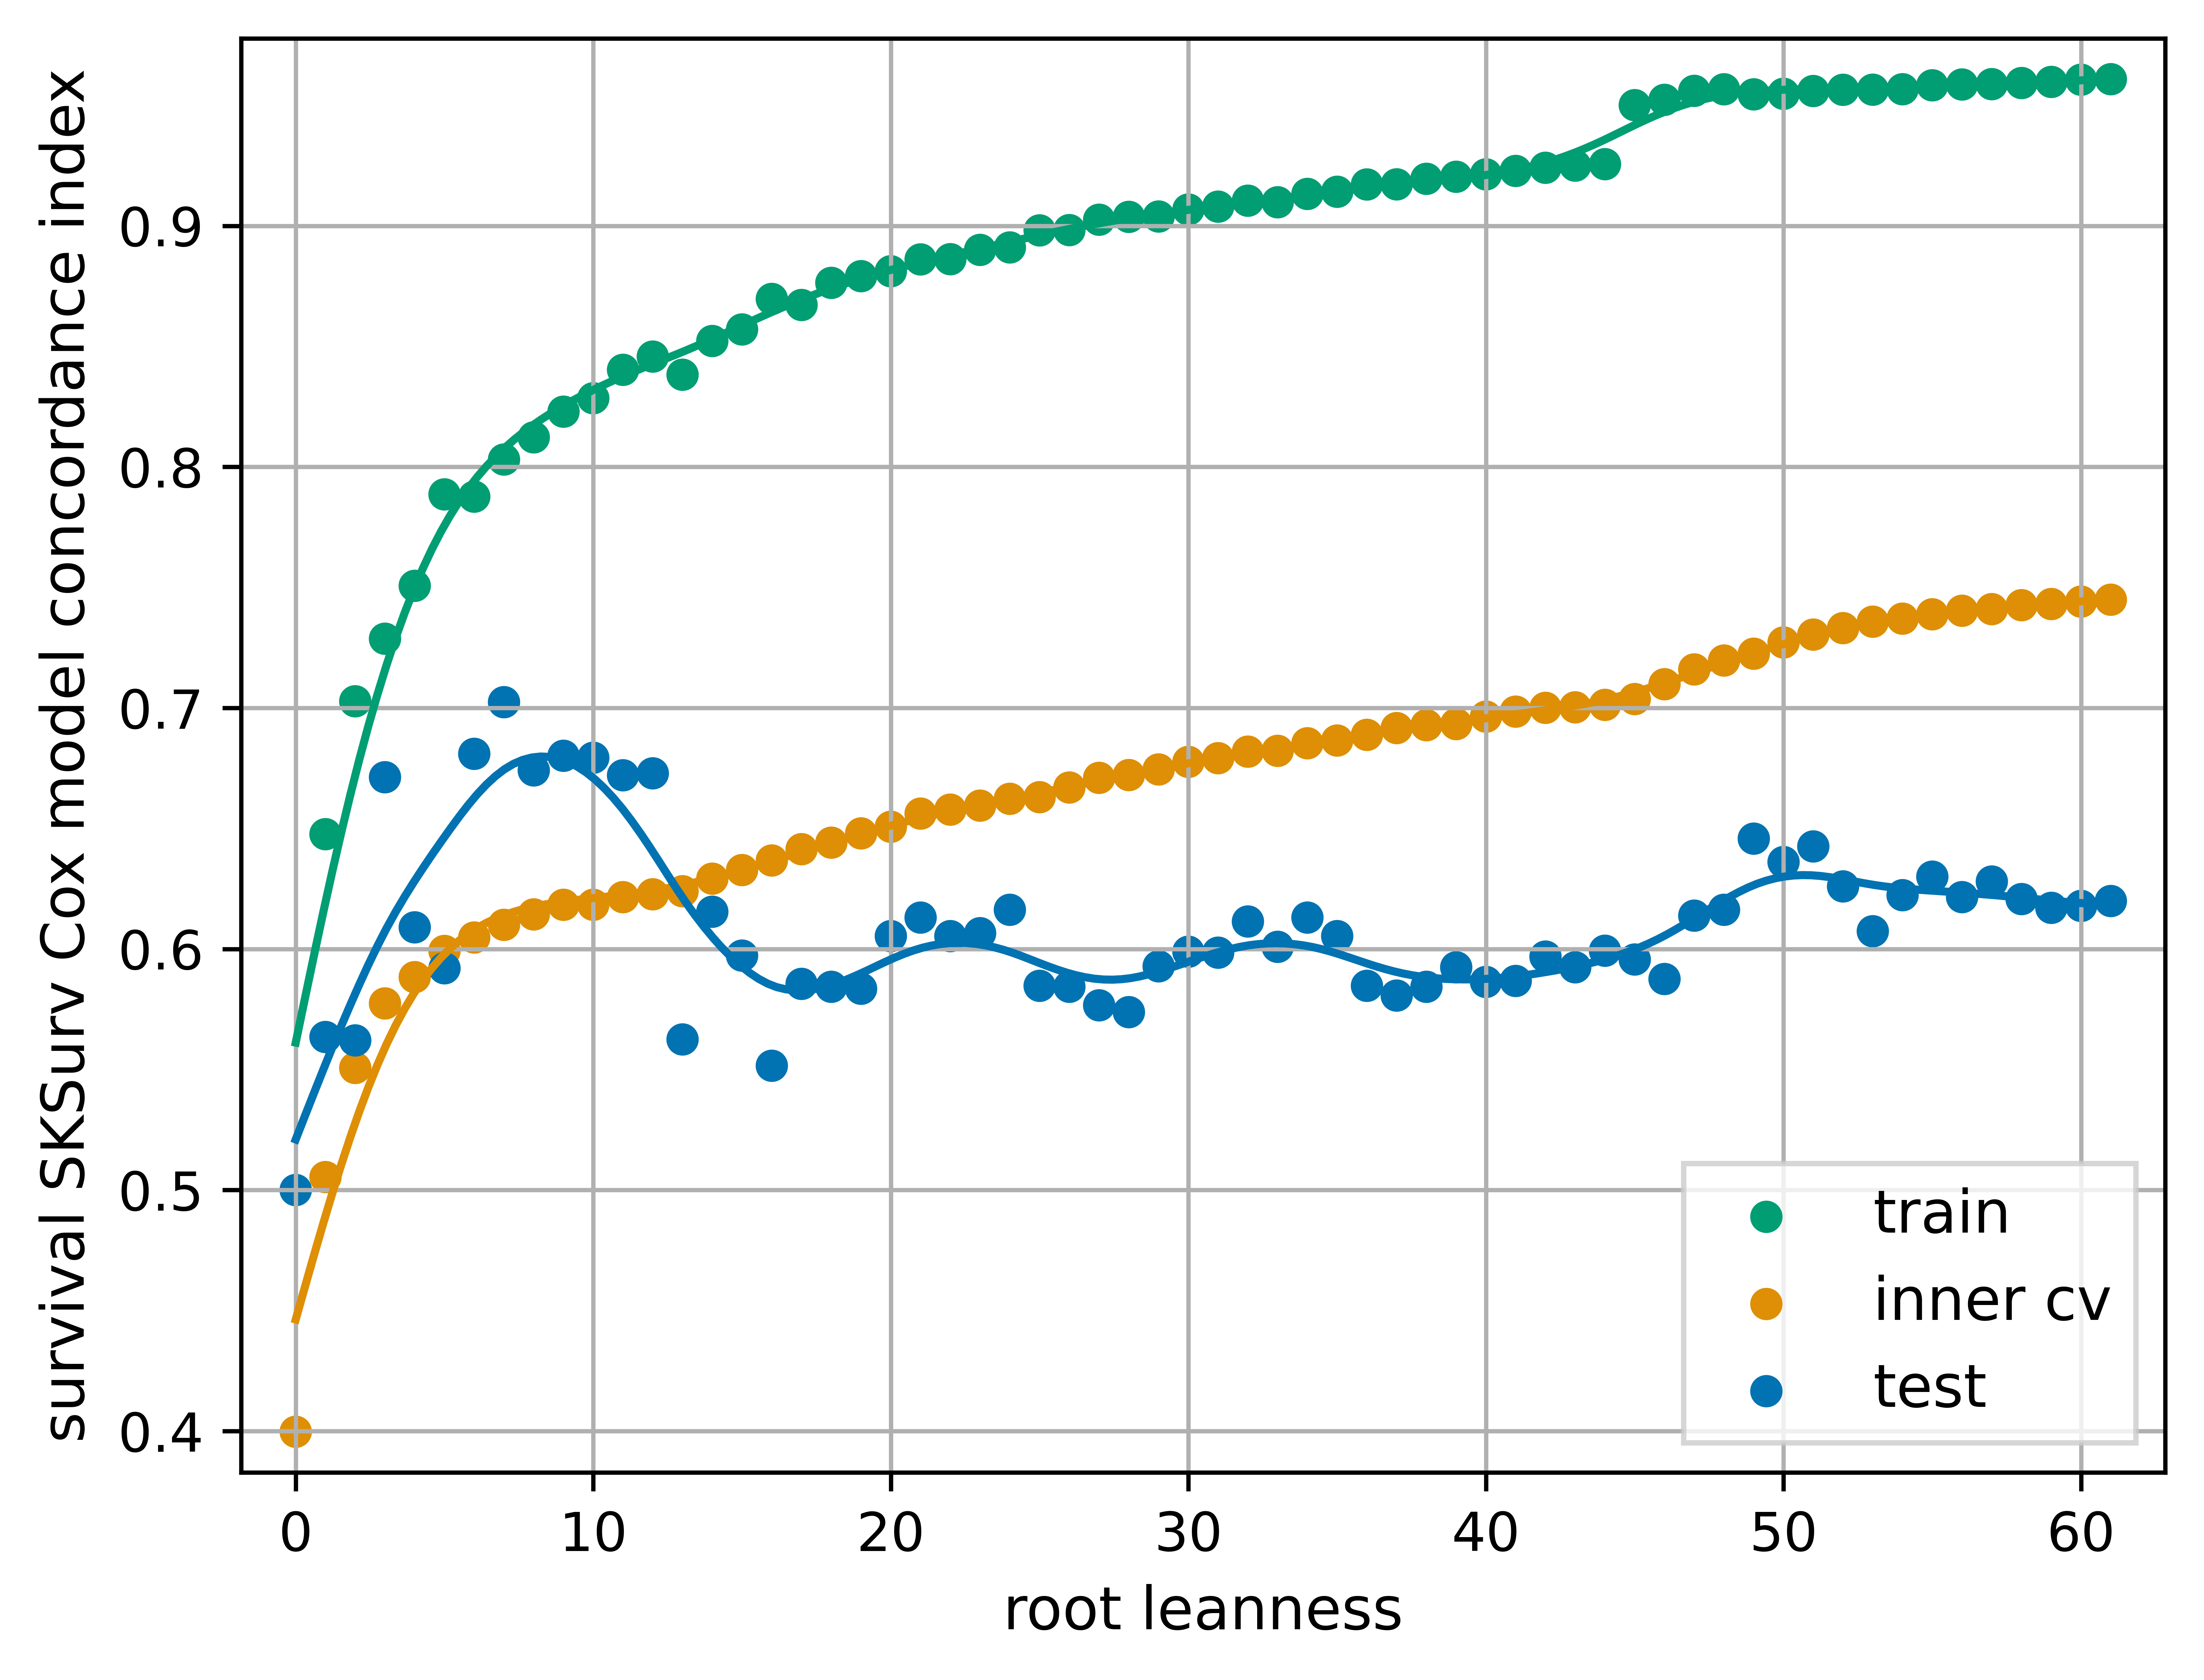 survival SKSurv Cox model concordance index
0.9
0.8
0.7
0.6
0.5
0.4
train
inner cv
test
0 10 20 30 40 50 60
root leanness